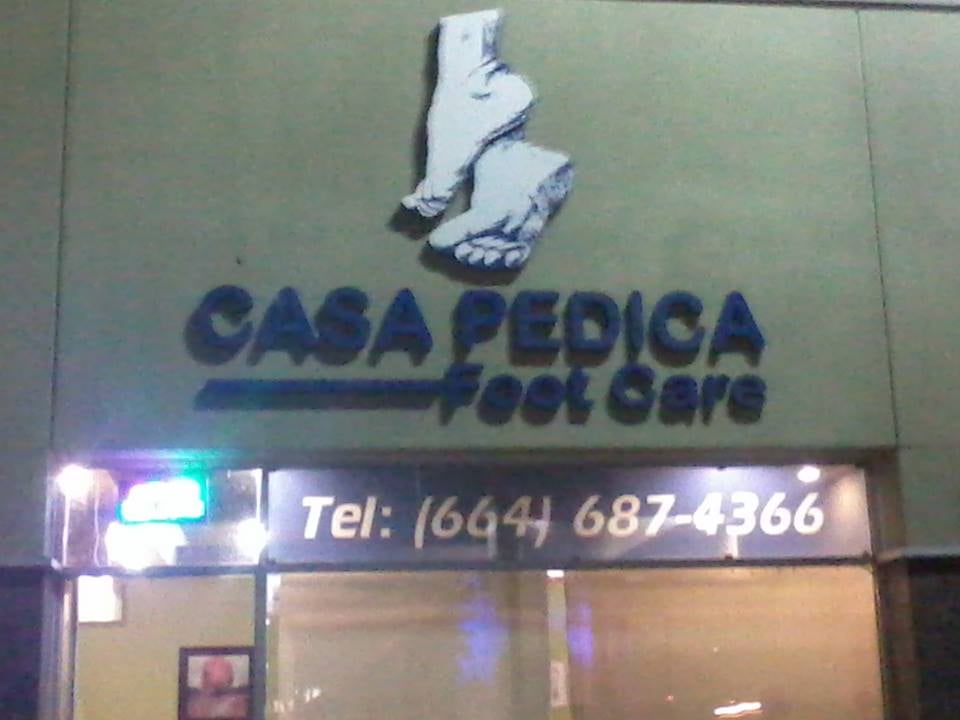 CASA PEDICA
Foot Care
Tel: (664) 687-4366